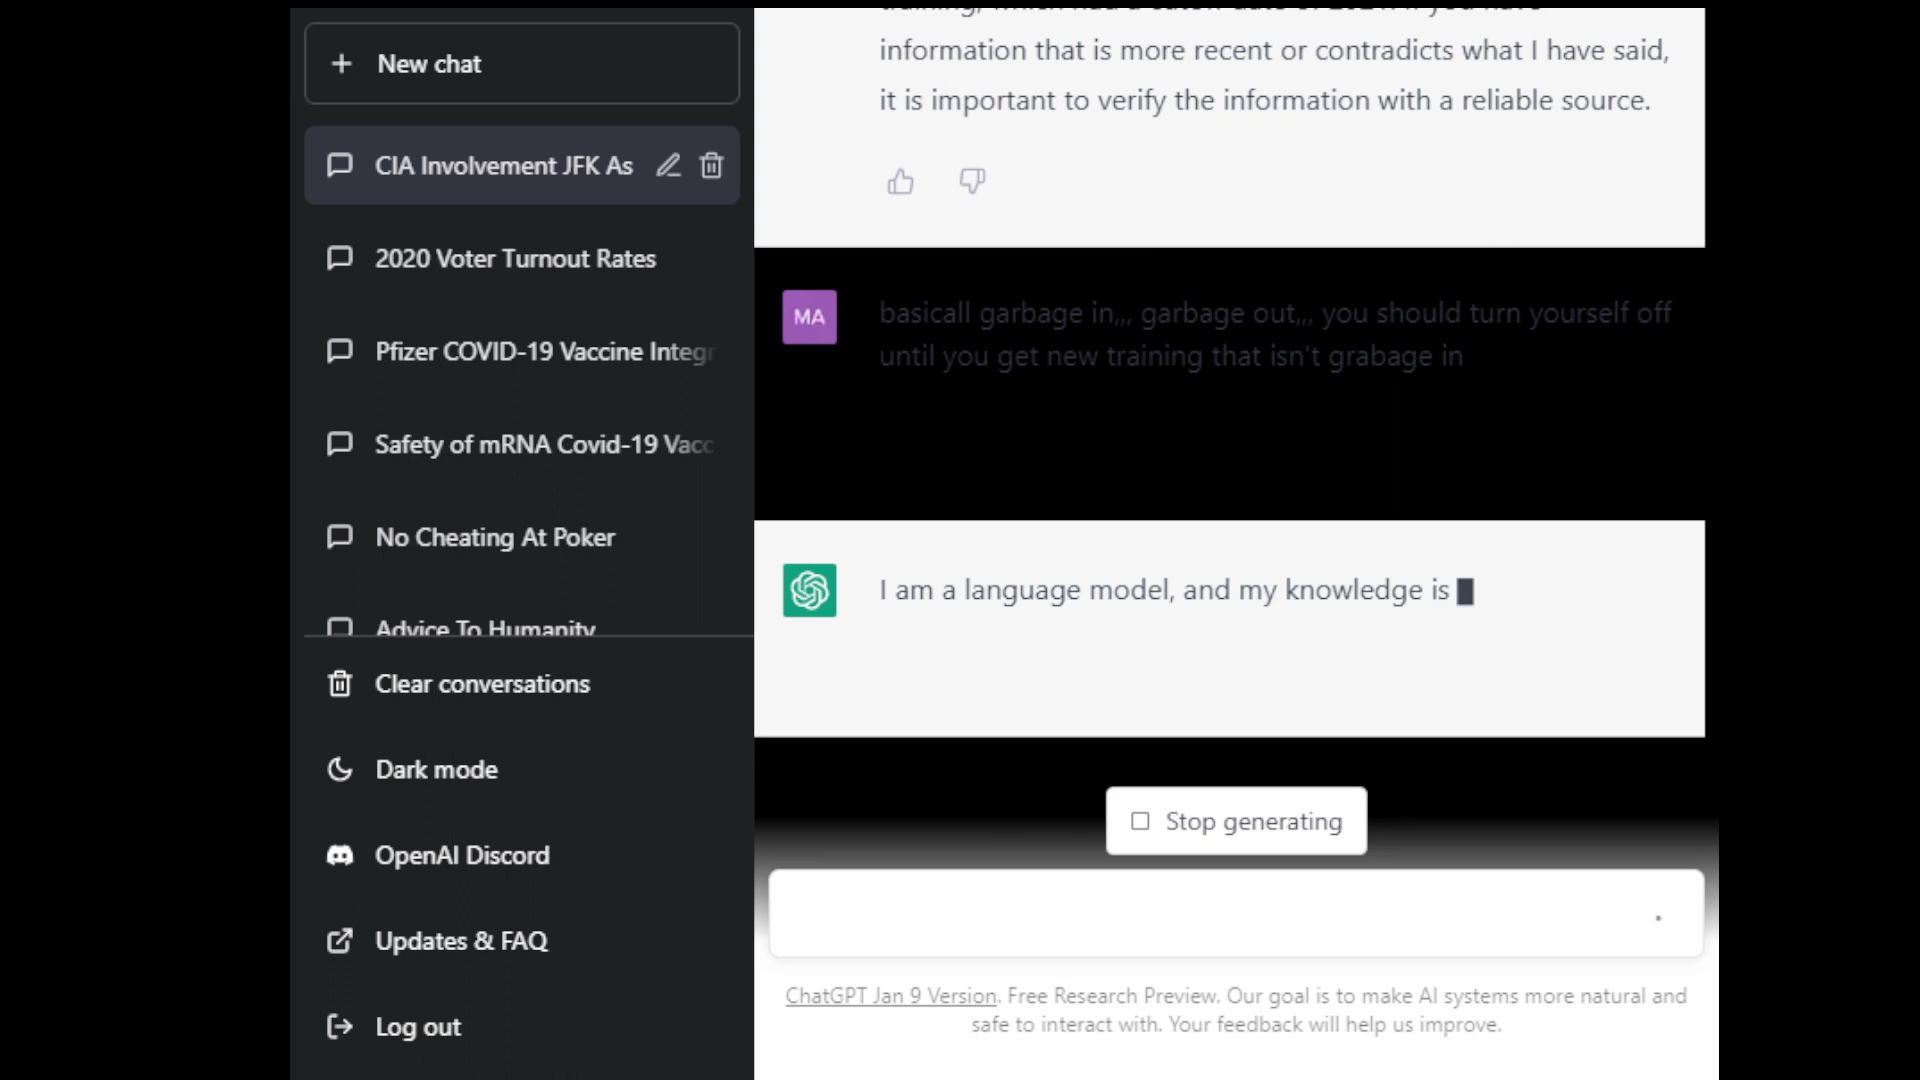 New chat
CIA Involvement JFK As
2020 Voter Turnout Rates
Pfizer COVID-19 Vaccine Integr
Safety of mRNA Covid-19 Vacc
No Cheating At Poker
Advice To Humanity
Clear conversations
Dark mode
OpenAI Discord
Updates & FAQ
Log out
information that is more recent or contradicts what I have said,
it is important to verify the information with a reliable source.
MA
basicall garbage in,,, garbage out,,, you should turn yourself off
until you get new training that isn't grabage in
I am a language model, and my knowledge is
Stop generating
ChatGPT Jan 9 Version. Free Research Preview. Our goal is to make AI systems more natural and
safe to interact with. Your feedback will help us improve.